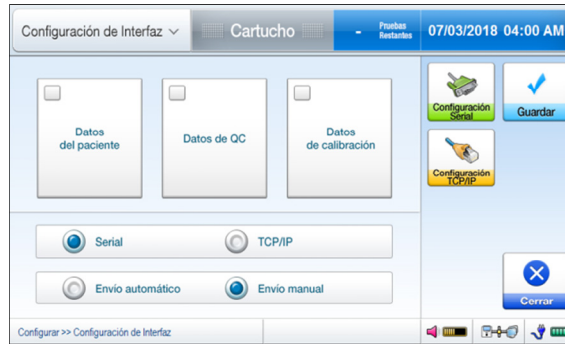 Configuración de Interfaz
Cartucho
-
Pruebas
Restantes
07/03/2018 04:00 AM
Datos
del paciente
Datos de QC
Datos
de calibración
Configuración
Serial
Guardar
Configuración
TCP/IP
Serial
TCP/IP
Envío automático
Envío manual
Cerrar
Configurar >> Configuración de Interfaz